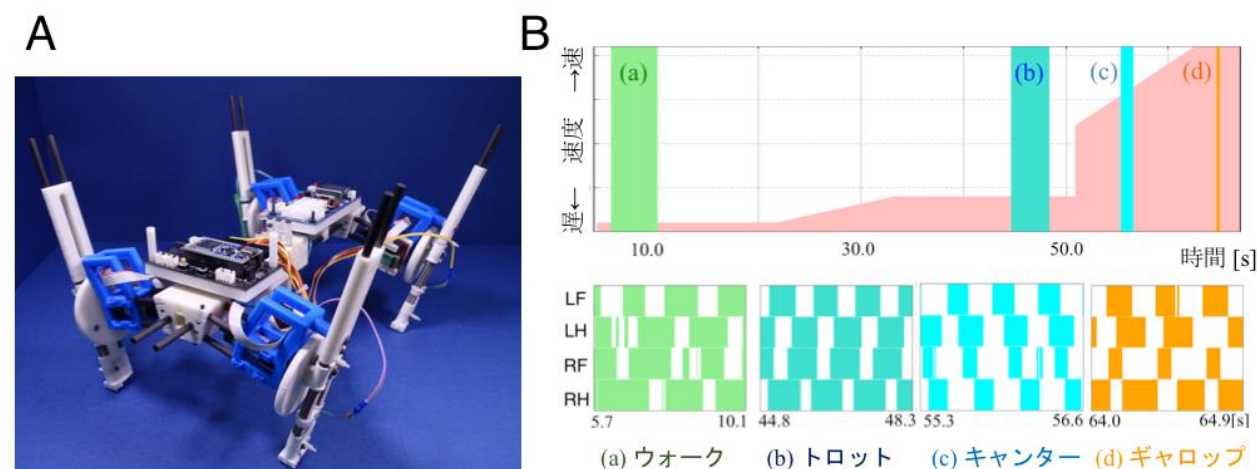 A
B
(a)
(b)
(c)
(d)
遅← 速度 →速
10.0
30.0
50.0
時間 [s]
LF
LH
RF
RH
5.7
10.1
44.8
48.3
55.3
56.6
64.0
64.9[s]
(a) ウォーク
(b) トロット
(c) キャンター
(d) ギャロップ